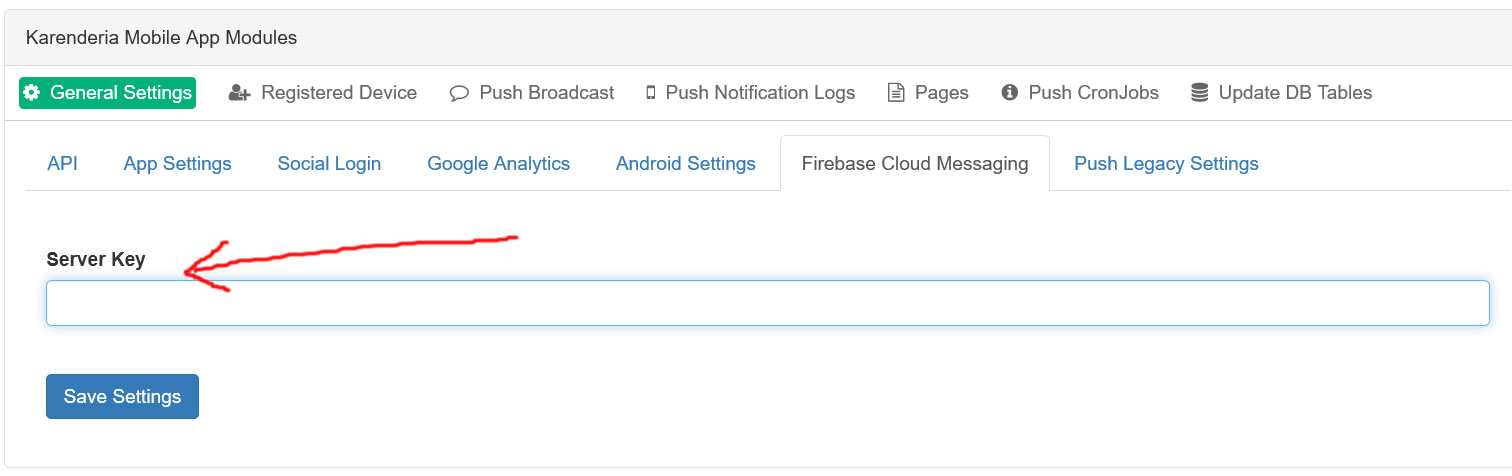 Karenderia Mobile App Modules
General Settings Registered Device Push Broadcast Push Notification Logs Pages Push CronJobs Update DB Tables
API App Settings Social Login Google Analytics Android Settings Firebase Cloud Messaging Push Legacy Settings
Server Key
Save Settings